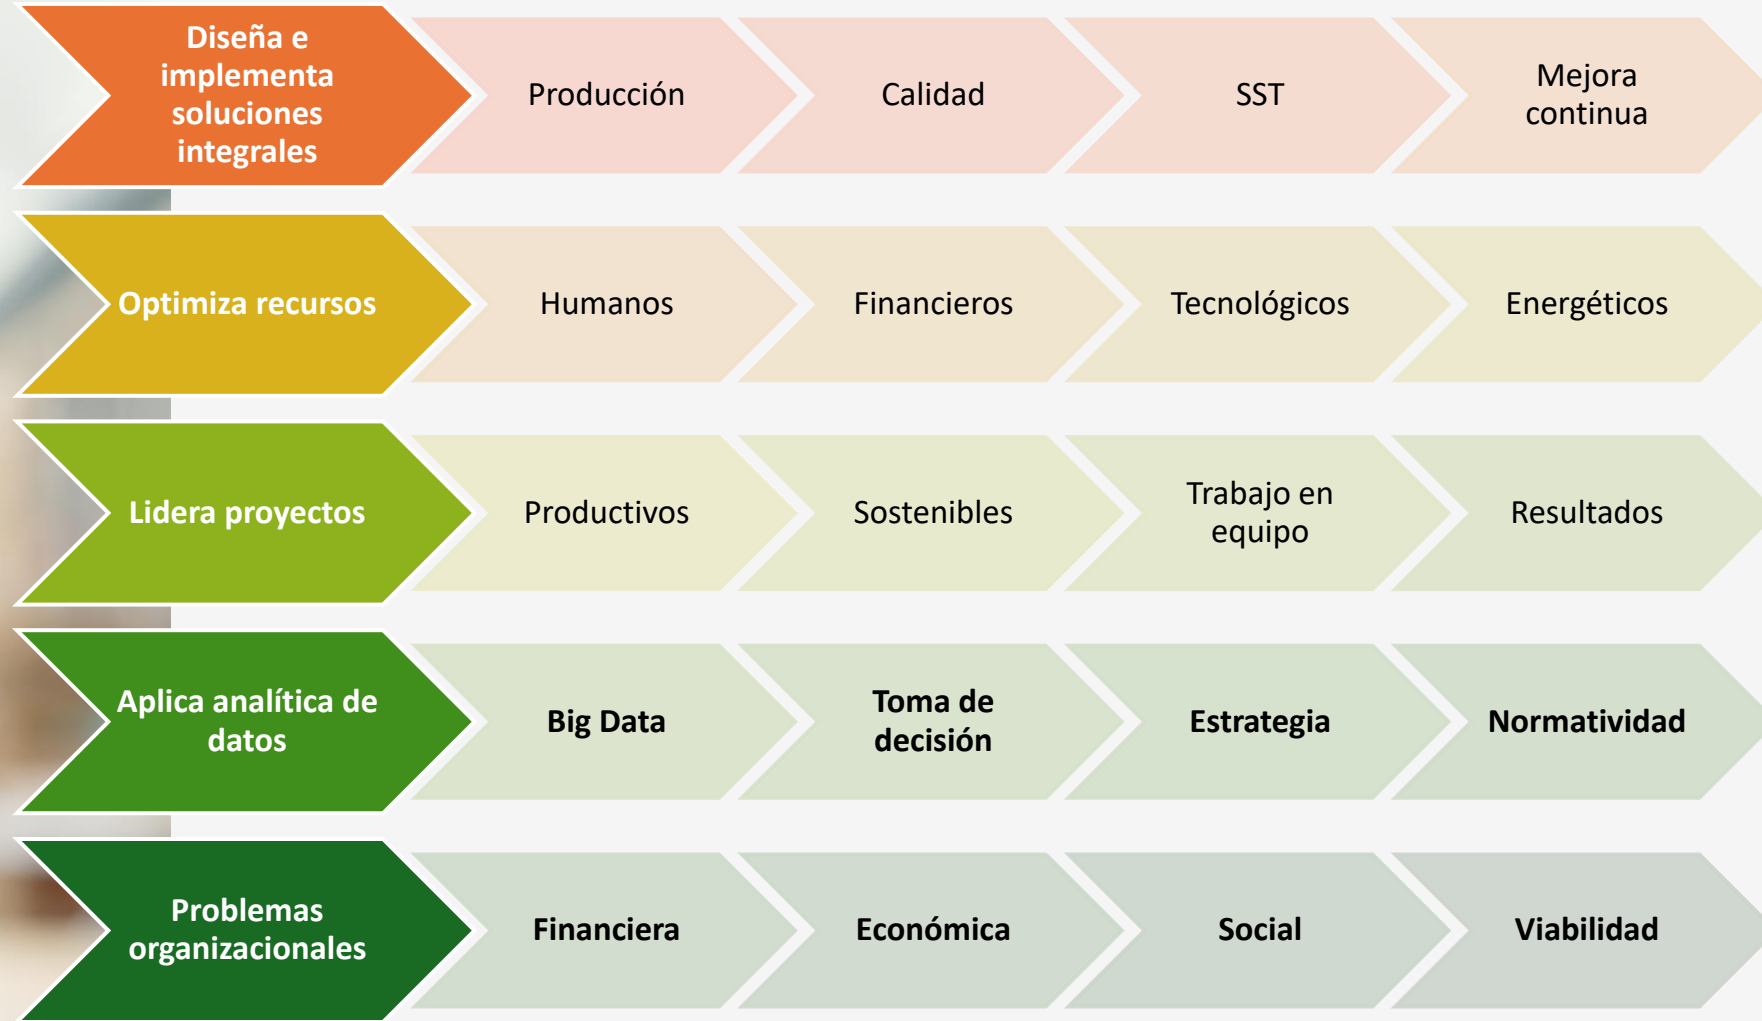 Diseña e
implementa
soluciones
integrales
Producción
Calidad
SST
Mejora
continua
Optimiza recursos
Humanos
Financieros
Tecnológicos
Energéticos
Lidera proyectos
Productivos
Sostenibles
Trabajo en
equipo
Resultados
Aplica analítica de
datos
Big Data
Toma de
decisión
Estrategia
Normatividad
Problemas
organizacionales
Financiera
Económica
Social
Viabilidad